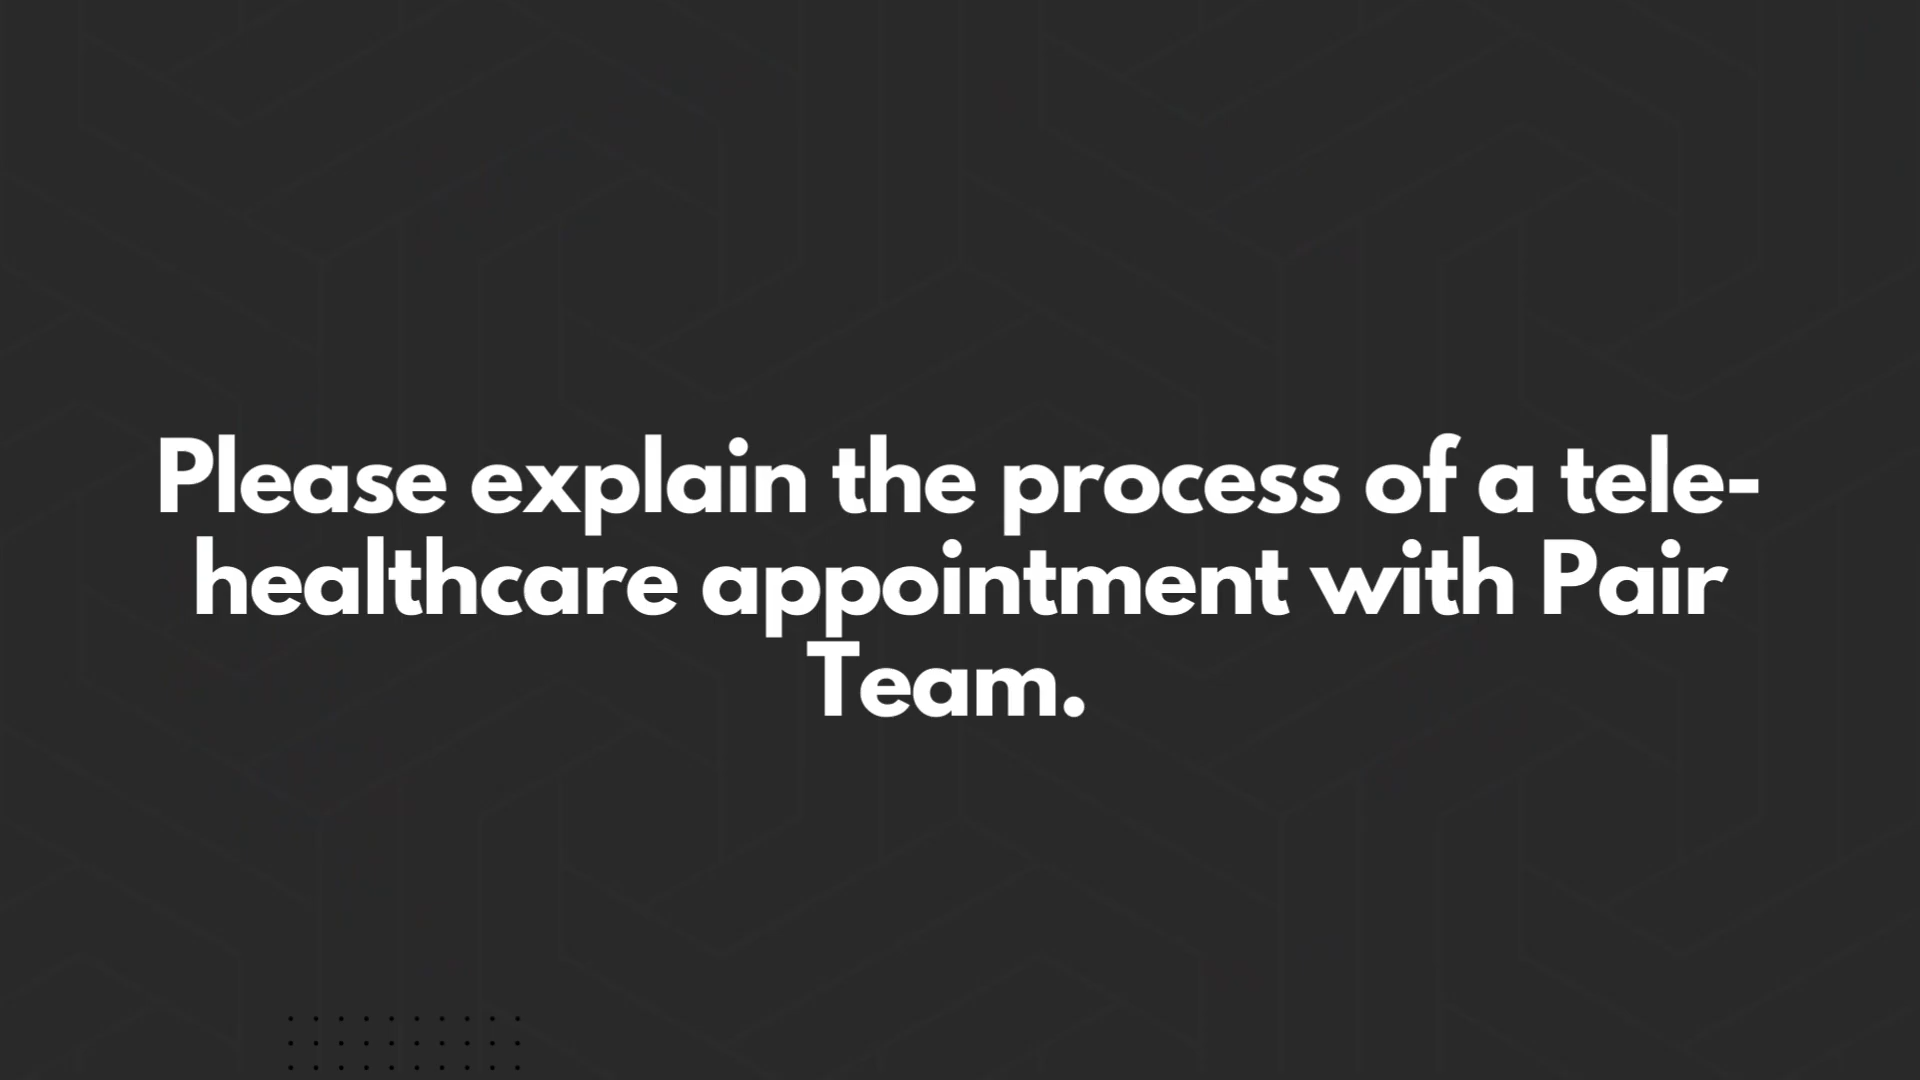 Please explain the process of a tele-
healthcare appointment with Pair
Team.